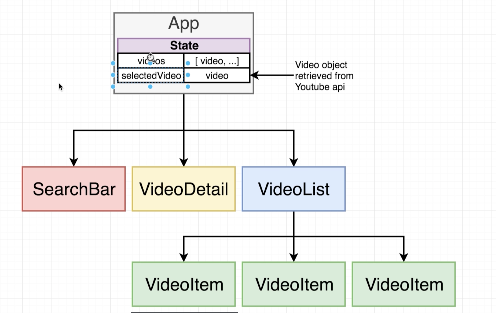 App
State
videos [ video, ...]
selectedVideo video
Video object
retrieved from
Youtube api
SearchBar VideoDetail VideoList
VideoItem VideoItem VideoItem